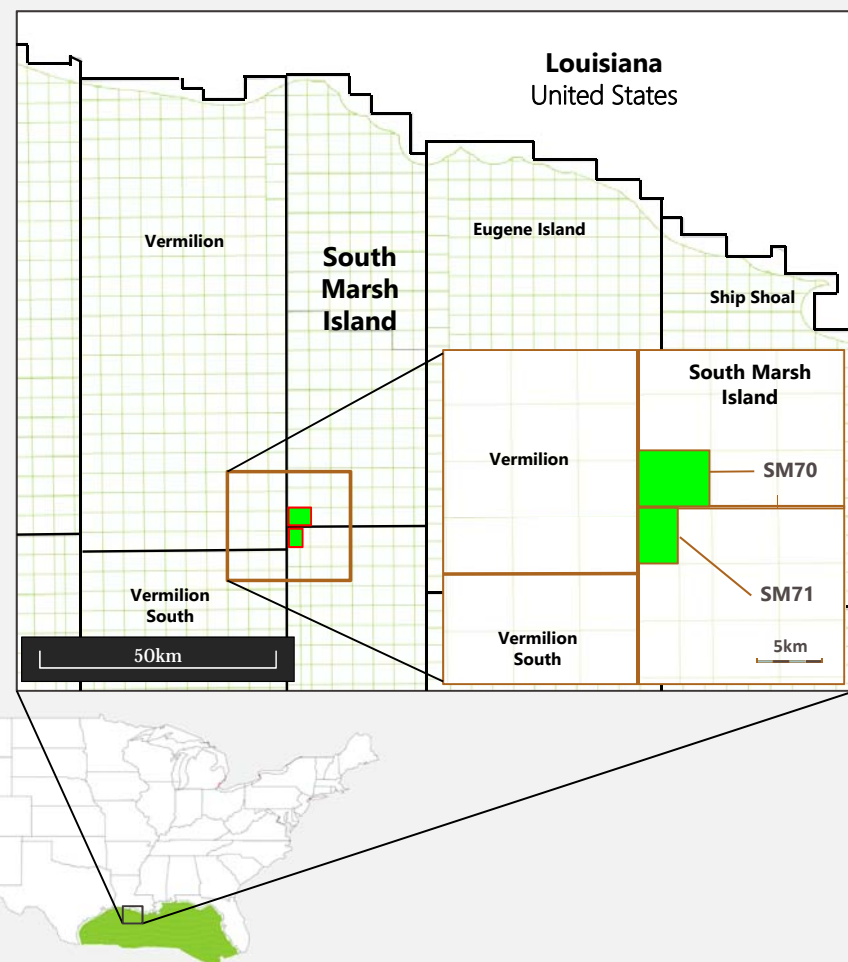 Louisiana
United States
Vermilion
Eugene Island
South
Marsh
Island
Ship Shoal
South Marsh
Island
Vermilion
SM70
Vermilion
South
SM71
Vermilion
South
5km
50km